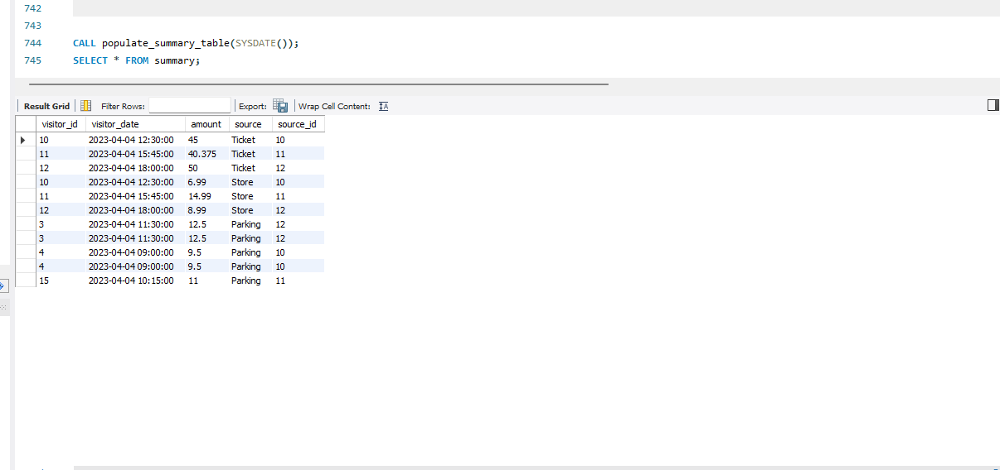 742
743
744 CALL populate_summary_table(SYSDATE());
745 SELECT * FROM summary;
Result Grid Filter Rows: Export: Wrap Cell Content: IA
visitor_id visitor_date amount source source_id
10 2023-04-04 12:30:00 45 Ticket 10
11 2023-04-04 15:45:00 40.375 Ticket 11
12 2023-04-04 18:00:00 50 Ticket 12
10 2023-04-04 12:30:00 6.99 Store 10
11 2023-04-04 15:45:00 14.99 Store 11
12 2023-04-04 18:00:00 8.99 Store 12
3 2023-04-04 11:30:00 12.5 Parking 12
3 2023-04-04 11:30:00 12.5 Parking 12
4 2023-04-04 09:00:00 9.5 Parking 10
4 2023-04-04 09:00:00 9.5 Parking 10
15 2023-04-04 10:15:00 11 Parking 11